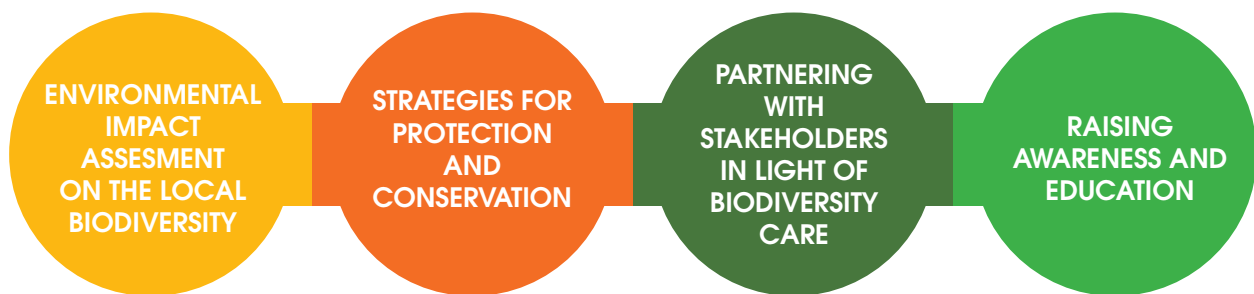 ENVIRONMENTAL
IMPACT
ASSESMENT
ON THE LOCAL
BIODIVERSITY
STRATEGIES FOR
PROTECTION
AND
CONSERVATION
PARTNERING
WITH
STAKEHOLDERS
IN LIGHT OF
BIODIVERSITY
CARE
RAISING
AWARENESS AND
EDUCATION